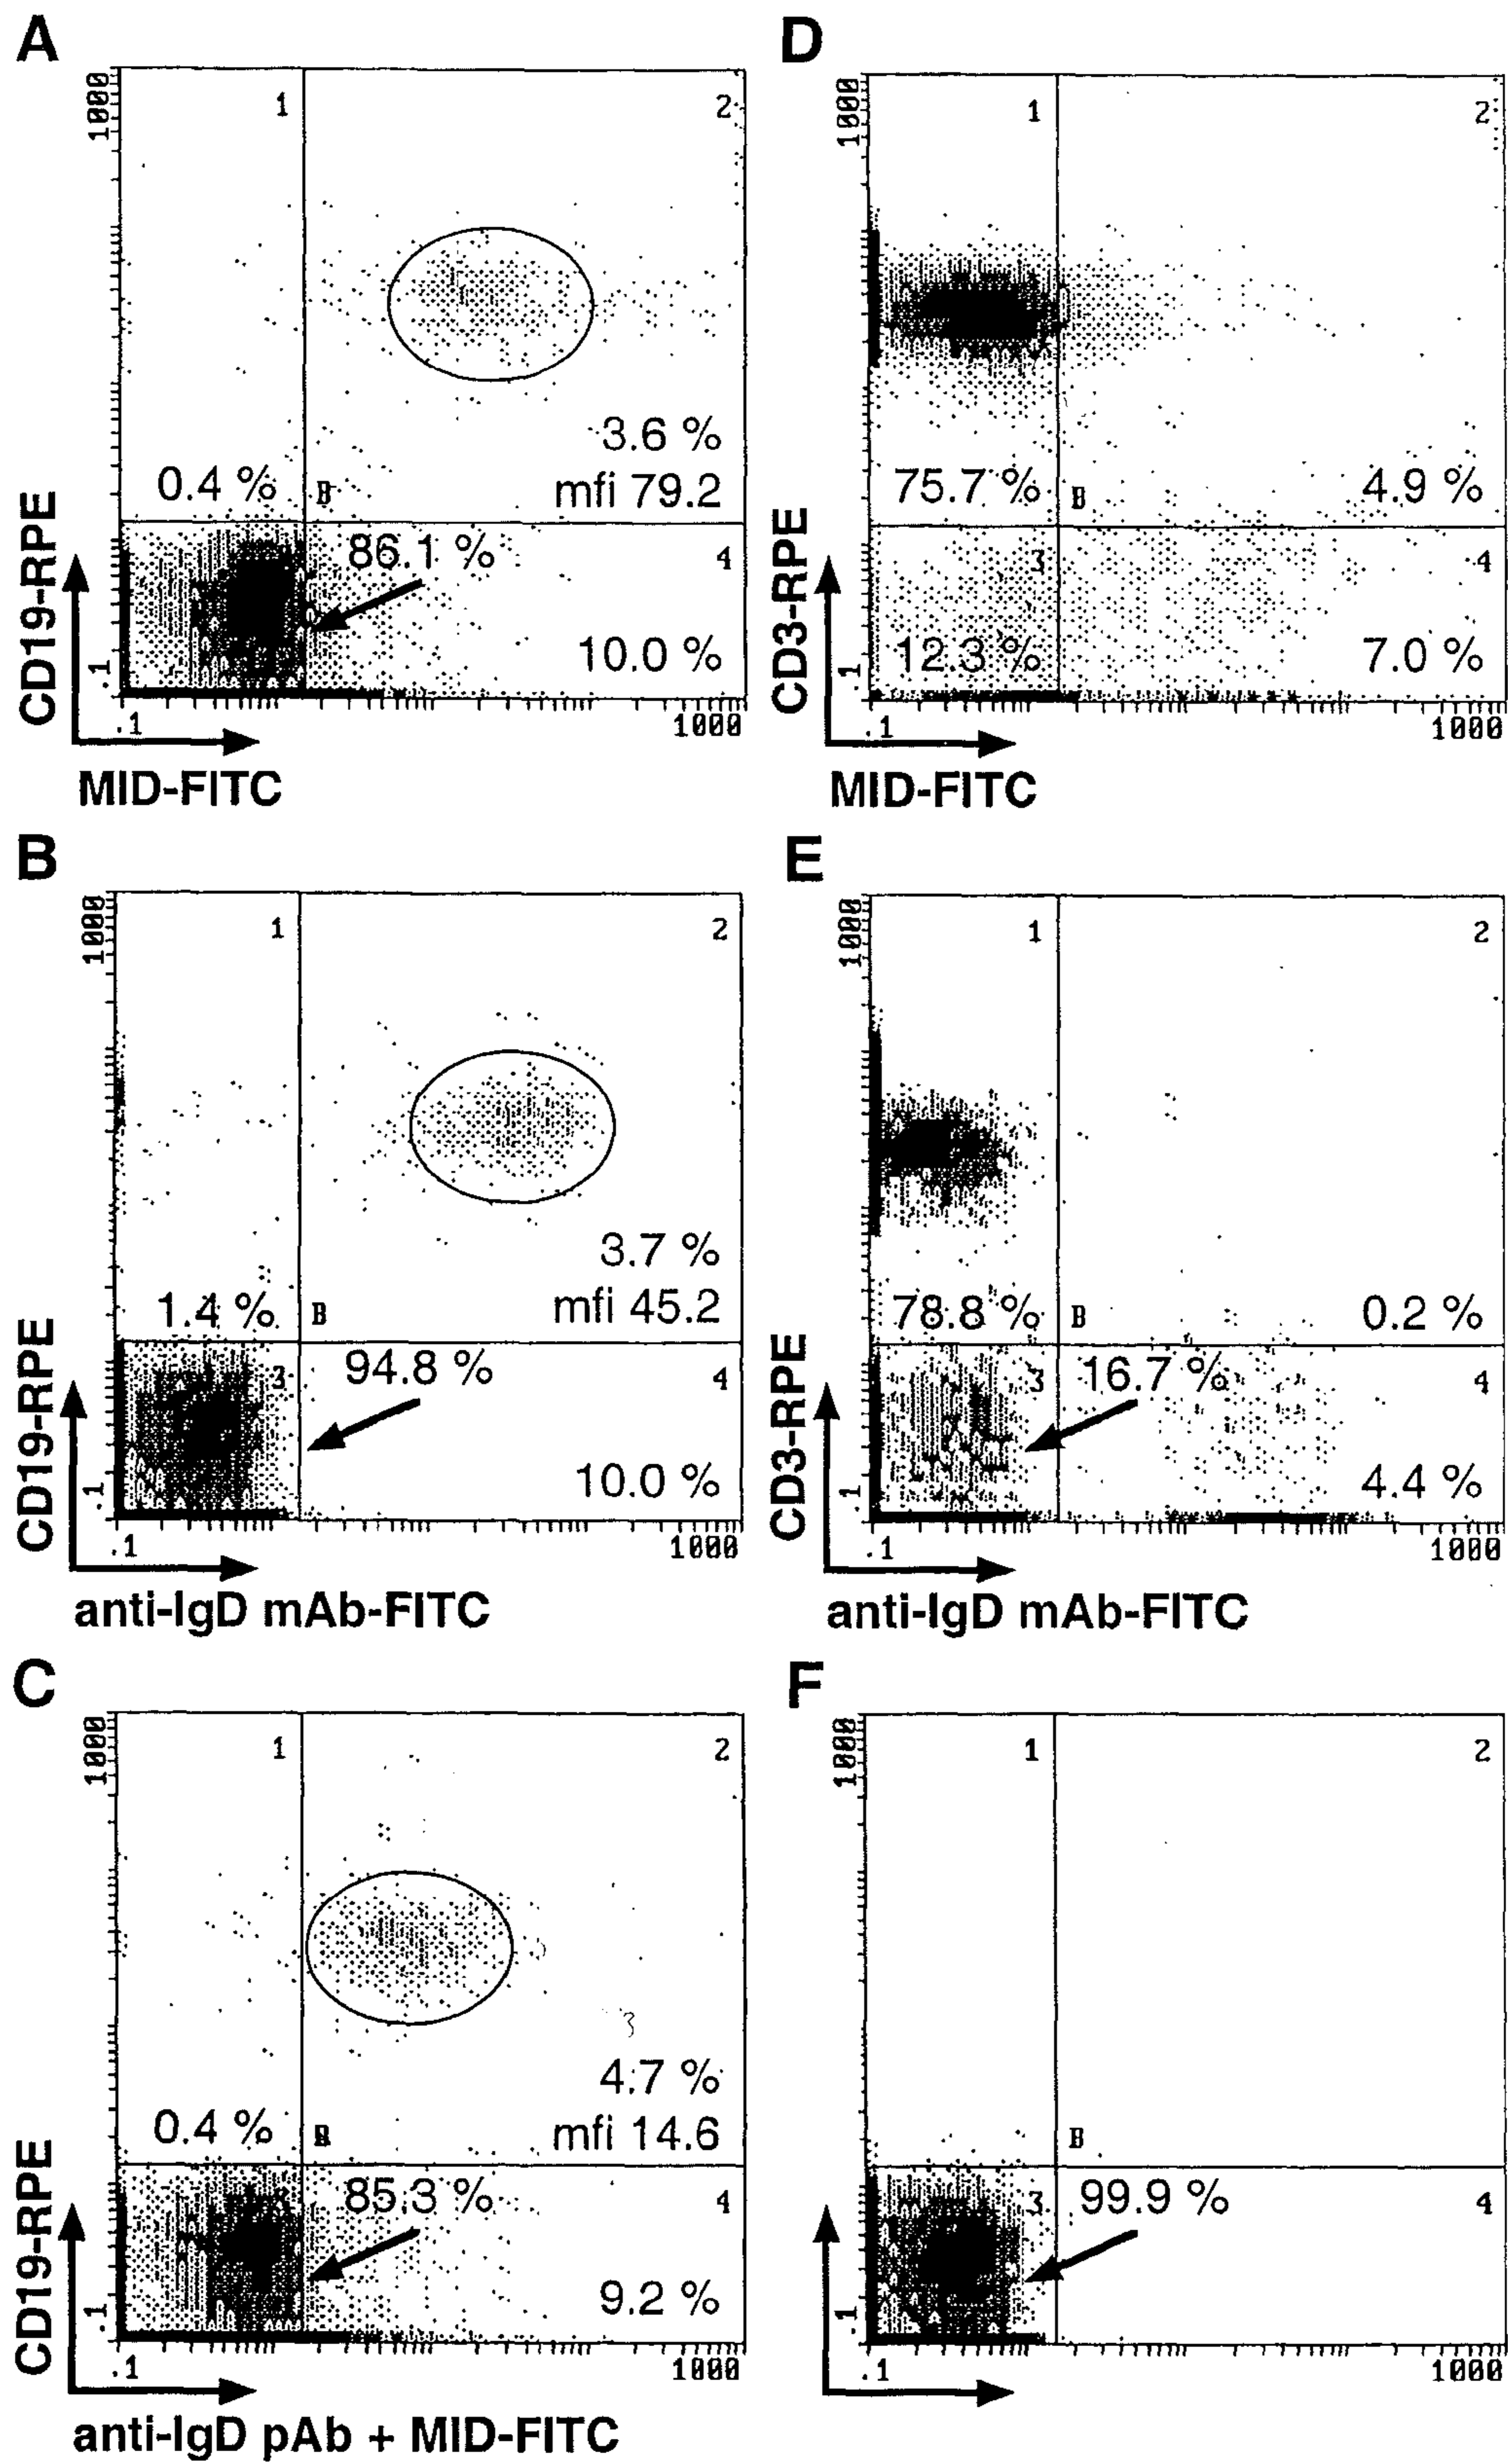 A
1000
1
2
3.6 %
0.4 %
B
mfi 79.2
86.1 %
4
10.0 %
.1
.1
1000
CD19-RPE
MID-FITC
D
1000
1
2
75.7 %
B
4.9 %
3
4
12.3 %
7.0 %
.1
.1
1000
CD3-RPE
MID-FITC
B
1000
1
2
3.7 %
1.4 %
B
mfi 45.2
3
94.8 %
4
10.0 %
.1
.1
1000
CD19-RPE
anti-IgD mAb-FITC
E
1000
1
2
78.8 %
B
0.2 %
3
16.7 %
4
4.4 %
.1
.1
1000
CD3-RPE
anti-IgD mAb-FITC
C
1000
1
2
4.7 %
0.4 %
B
mfi 14.6
85.3 %
4
9.2 %
.1
.1
1000
CD19-RPE
anti-IgD pAb + MID-FITC
F
1000
1
2
B
3
99.9 %
4
.1
.1
1000